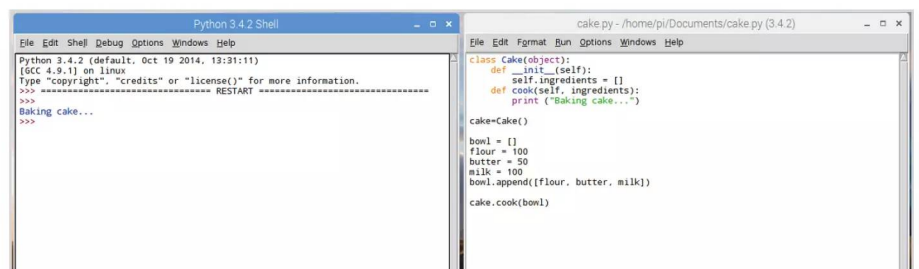 Python 3.4.2 Shell
File Edit Shell Debug Options Windows Help
Python 3.4.2 (default, Oct 19 2014, 13:31:11)
[GCC 4.9.1] on linux
Type "copyright", "credits" or "license()" for more information.
>>> ================================ RESTART ================================
>>>
Baking cake...
>>>
cake.py - /home/pi/Documents/cake.py (3.4.2)
File Edit Format Run Options Windows Help
class Cake(object):
    def __init__(self):
        self.ingredients = []
    def cook(self, ingredients):
        print ("Baking cake...")
cake=Cake()
bowl = []
flour = 100
butter = 50
milk = 100
bowl.append([flour, butter, milk])
cake.cook(bowl)